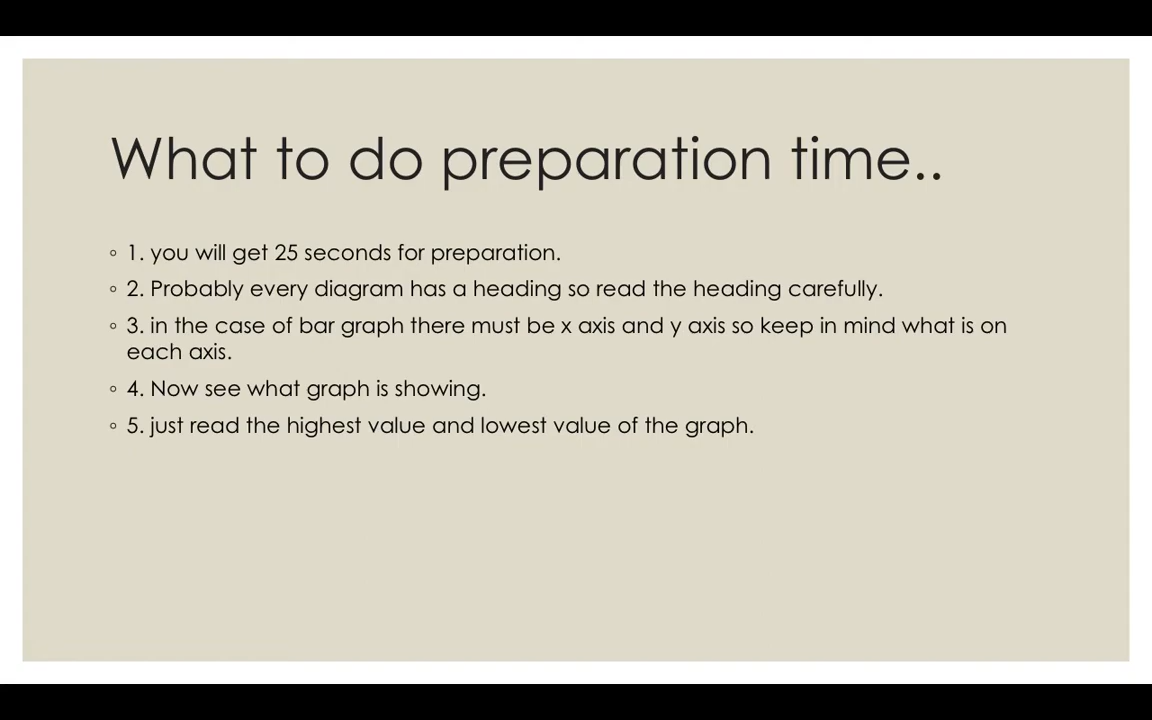 What to do preparation time..
◦ 1. you will get 25 seconds for preparation.
◦ 2. Probably every diagram has a heading so read the heading carefully.
◦ 3. in the case of bar graph there must be x axis and y axis so keep in mind what is on
each axis.
◦ 4. Now see what graph is showing.
◦ 5. just read the highest value and lowest value of the graph.